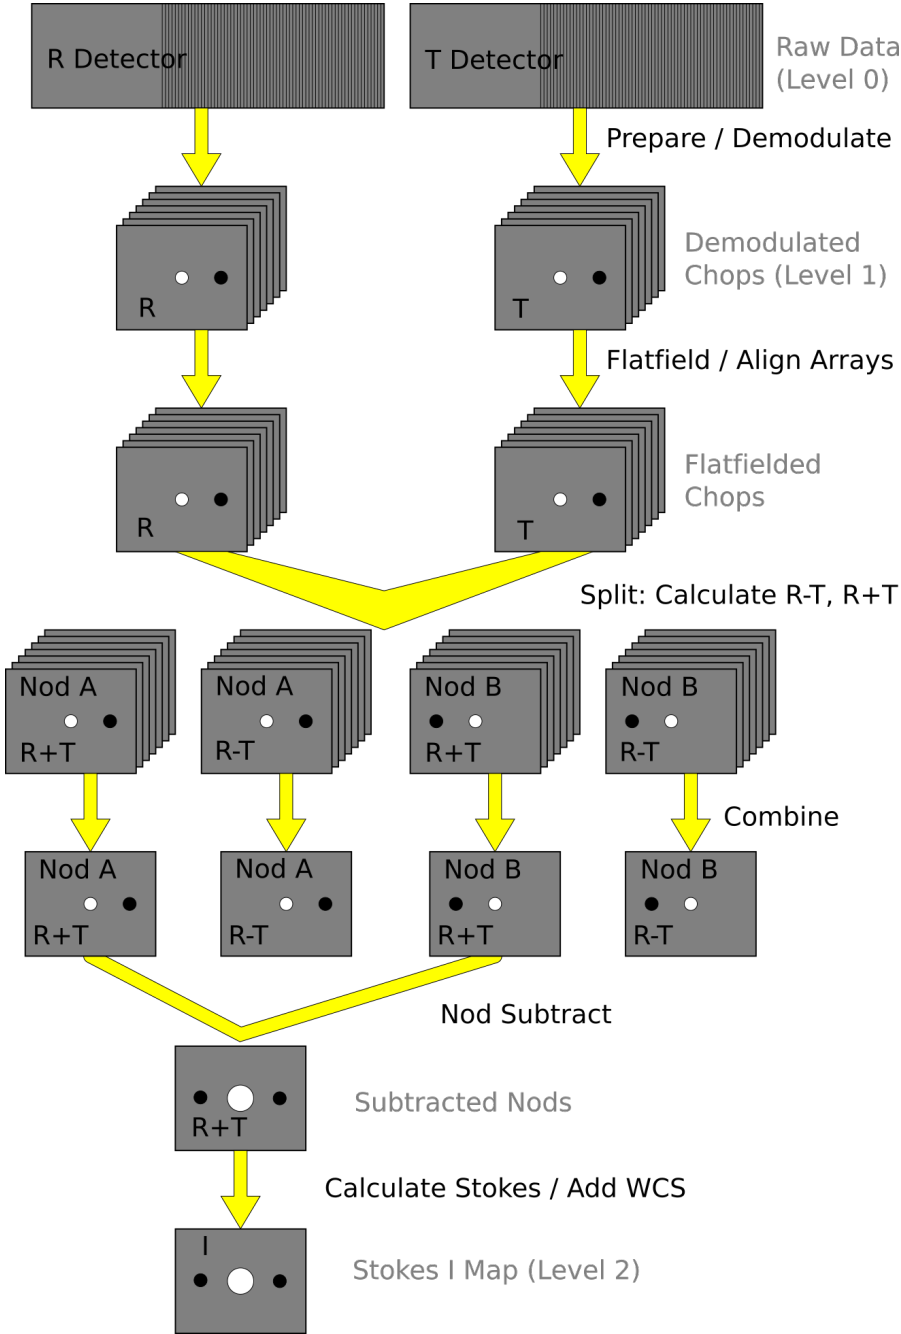 R Detector
T Detector
Raw Data
(Level 0)
Prepare / Demodulate
Demodulated
Chops (Level 1)
R
T
Flatfield / Align Arrays
Flatfielded
Chops
R
T
Split: Calculate R-T, R+T
Nod A
R+T
Nod A
R-T
Nod B
R+T
Nod B
R-T
Combine
Nod A
R+T
Nod A
R-T
Nod B
R+T
Nod B
R-T
Nod Subtract
R+T
Subtracted Nods
Calculate Stokes / Add WCS
I
Stokes I Map (Level 2)